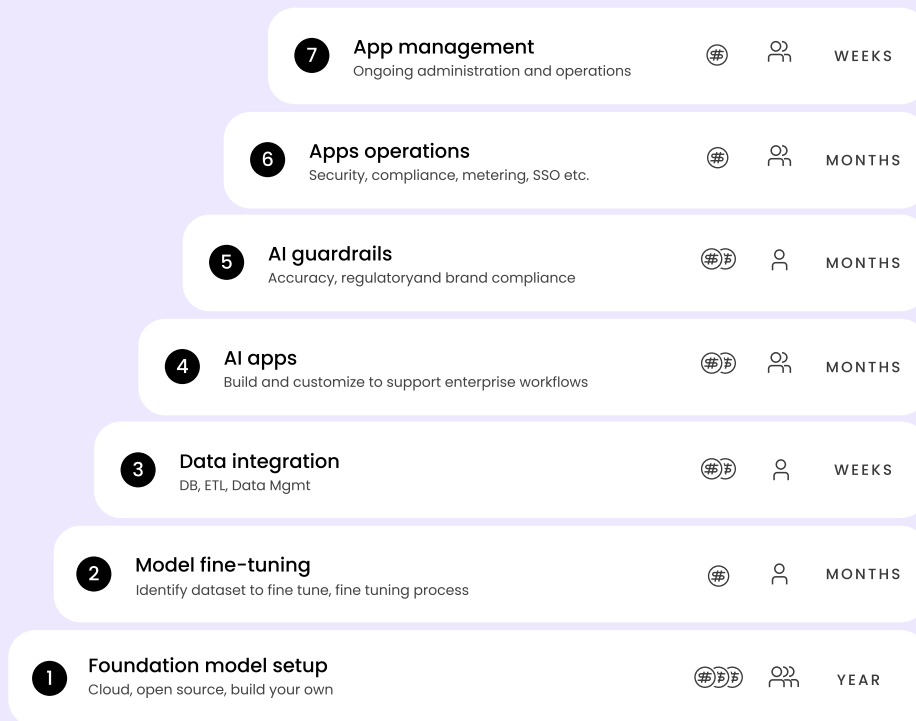 7
App management
Ongoing administration and operations
WEEKS
6
Apps operations
Security, compliance, metering, SSO etc.
MONTHS
5
AI guardrails
Accuracy, regulatoryand brand compliance
MONTHS
4
AI apps
Build and customize to support enterprise workflows
MONTHS
3
Data integration
DB, ETL, Data Mgmt
WEEKS
2
Model fine-tuning
Identify dataset to fine tune, fine tuning process
MONTHS
1
Foundation model setup
Cloud, open source, build your own
YEAR